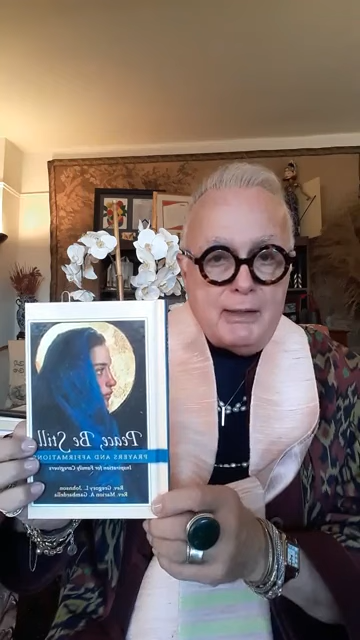 Peace, Be Still
PRAYERS AND AFFIRMATIONS
Inspiration for Family Caregivers
Rev. Gregory L. Johnson
Rev. Marion A. Gambardella